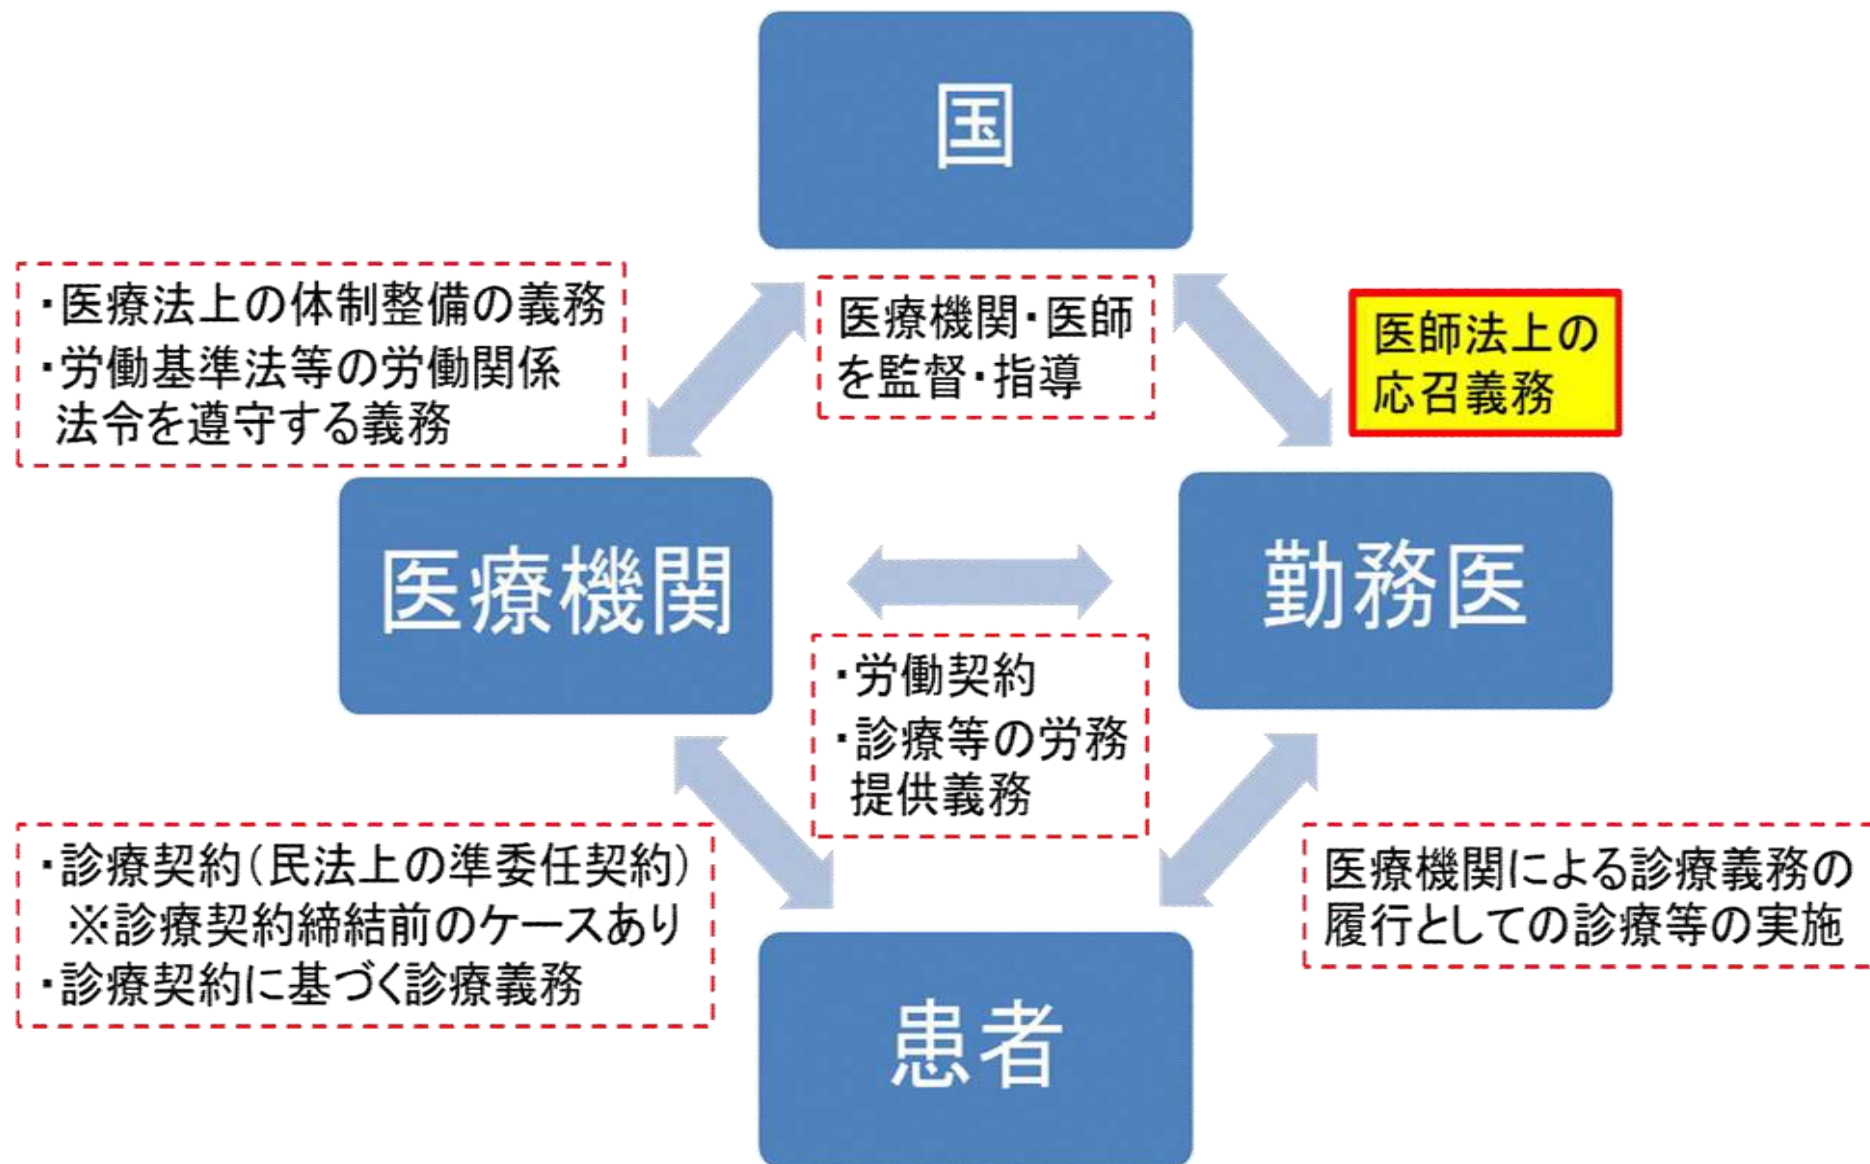 国
・医療法上の体制整備の義務
・労働基準法等の労働関係
法令を遵守する義務
医療機関・医師
を監督・指導
医師法上の
応召義務
医療機関
勤務医
・労働契約
・診療等の労務
提供義務
・診療契約(民法上の準委任契約)
※診療契約締結前のケースあり
・診療契約に基づく診療義務
医療機関による診療義務の
履行としての診療等の実施
患者